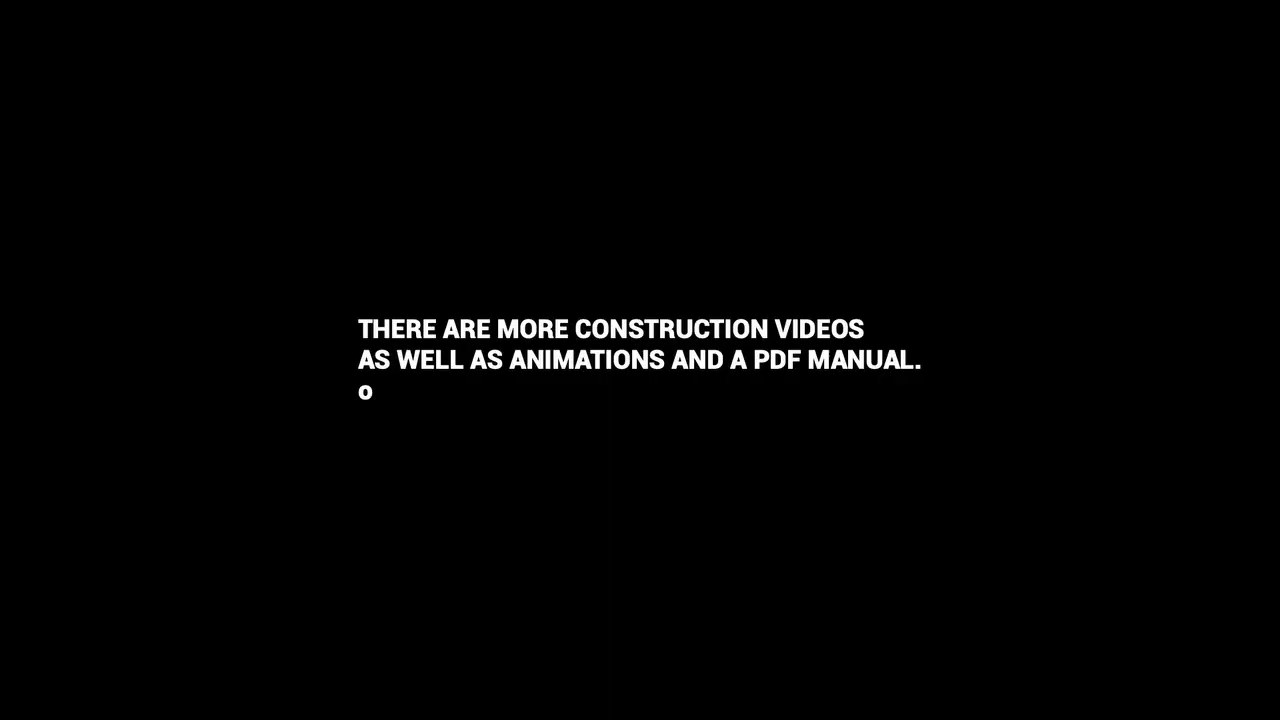 THERE ARE MORE CONSTRUCTION VIDEOS
AS WELL AS ANIMATIONS AND A PDF MANUAL.
o